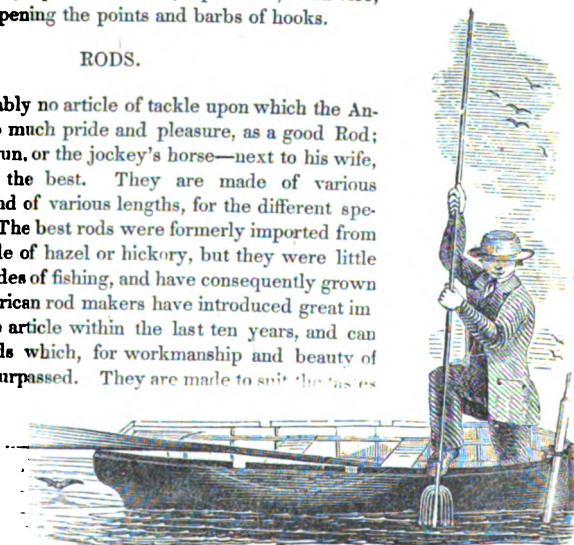 pening the points and barbs of hooks.
RODS.
ably no article of tackle upon which the An-
much pride and pleasure, as a good Rod;
un, or the jockey's horse—next to his wife,
the best. They are made of various
nd of various lengths, for the different spe-
The best rods were formerly imported from
le of hazel or hickory, but they were little
des of fishing, and have consequently grown
rican rod makers have introduced great im
article within the last ten years, and can
ls which, for workmanship and beauty of
urpassed. They are made to suit the tastes